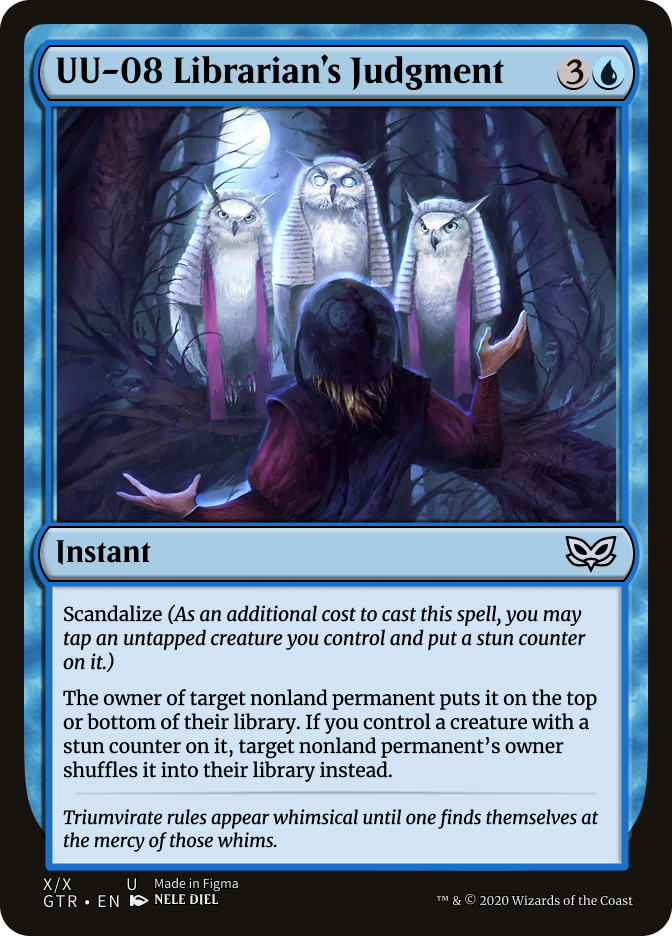 UU-08 Librarian's Judgment
3
Instant
Scandalize (As an additional cost to cast this spell, you may
tap an untapped creature you control and put a stun counter
on it.)
The owner of target nonland permanent puts it on the top
or bottom of their library. If you control a creature with a
stun counter on it, target nonland permanent’s owner
shuffles it into their library instead.
Triumvirate rules appear whimsical until one finds themselves at
the mercy of those whims.
X/X U Made in Figma
GTR • EN NELE DIEL
™ & © 2020 Wizards of the Coast